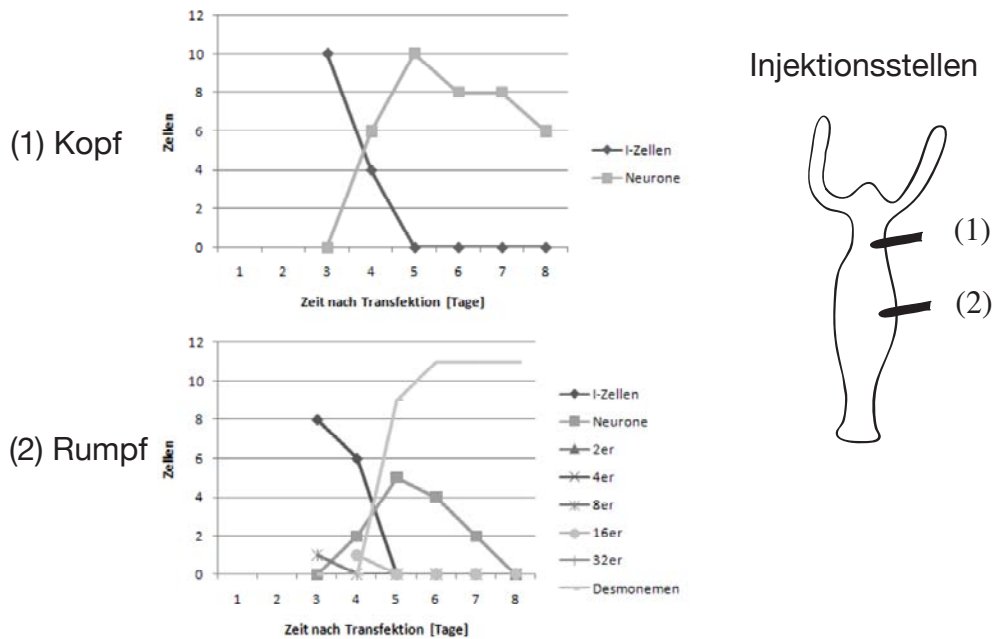 (1) Kopf
12
10
8
6
4
2
0
Zellen
1 2 3 4 5 6 7 8
Zeit nach Transfektion [Tage]
I-Zellen
Neurone
Injektionsstellen
(1)
(2)
(2) Rumpf
12
10
8
6
4
2
0
Zellen
1 2 3 4 5 6 7 8
Zeit nach Transfektion [Tage]
I-Zellen
Neurone
2er
4er
8er
16er
32er
Desmonemen